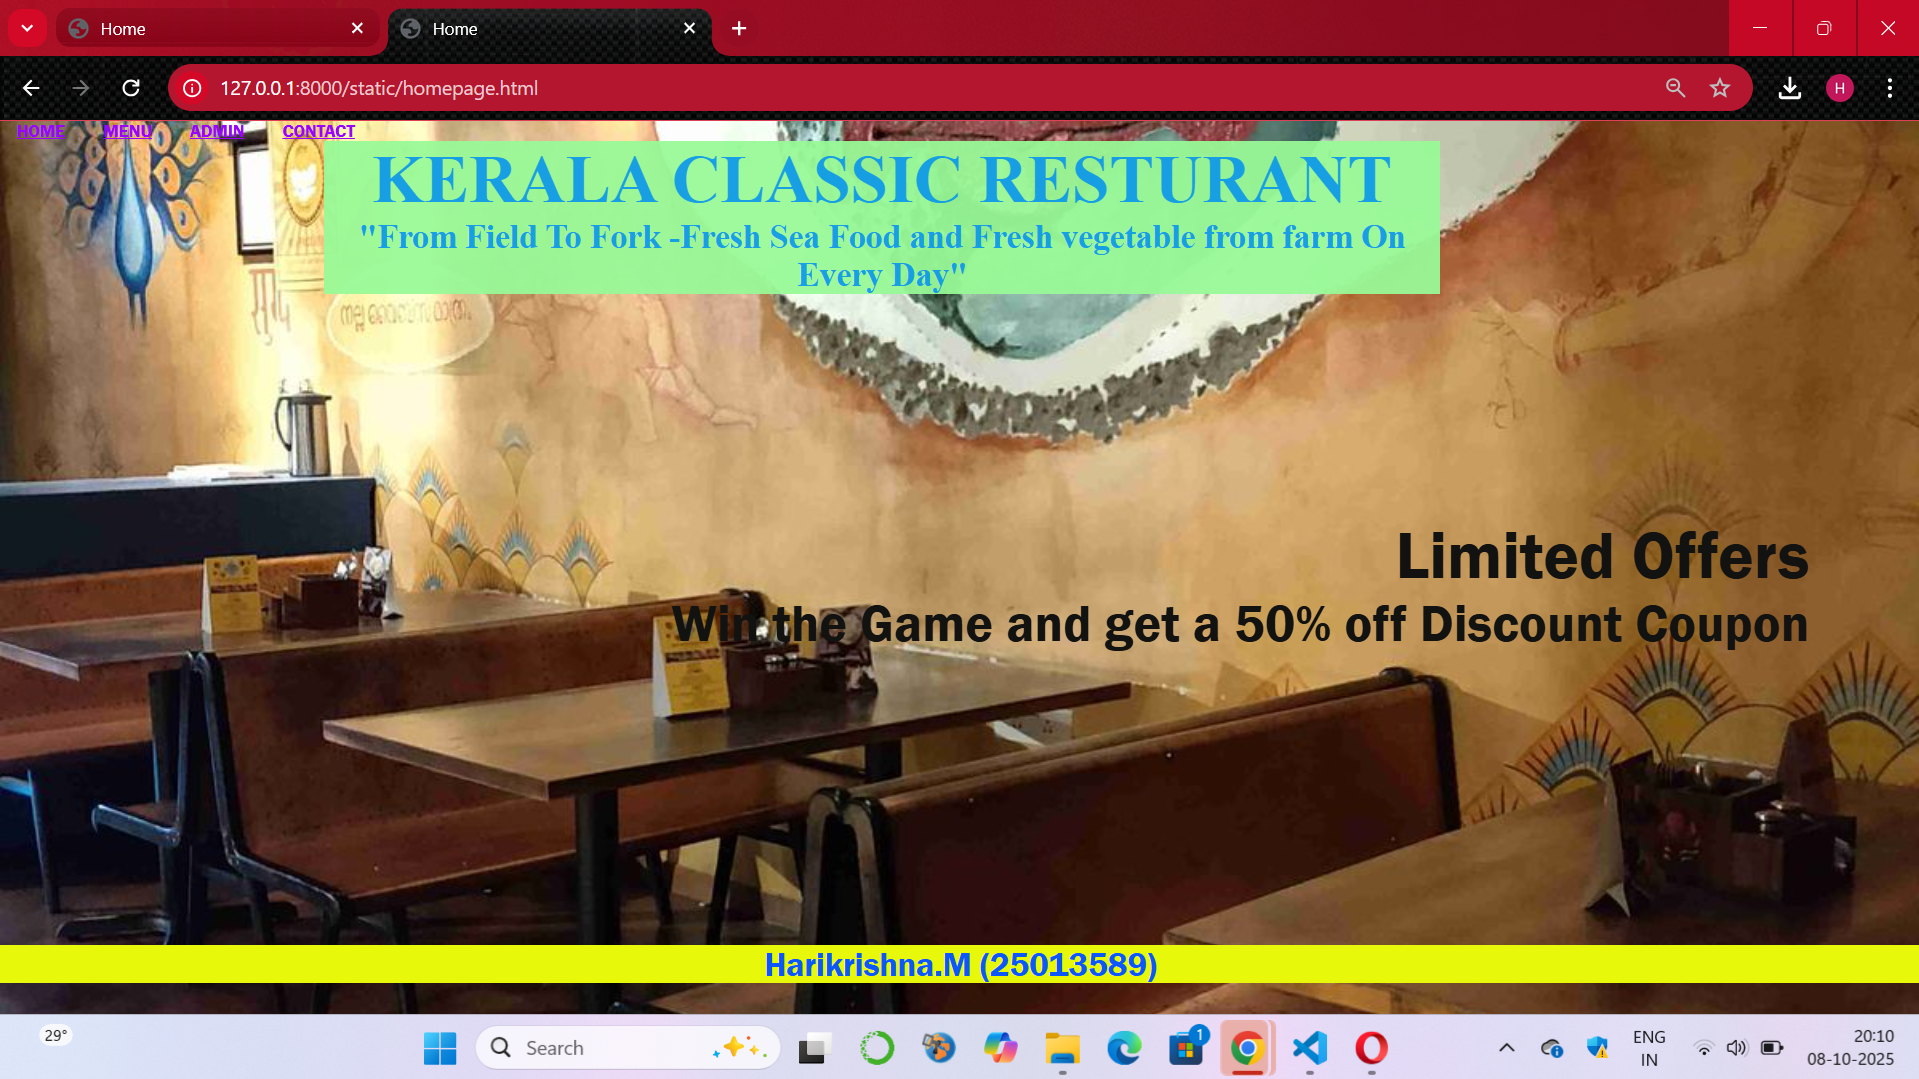 Home
Home
127.0.0.1:8000/static/homepage.html
H
HOME MENU ADMIN CONTACT
KERALA CLASSIC RESTURANT
"From Field To Fork -Fresh Sea Food and Fresh vegetable from farm On
Every Day"
Limited Offers
Win the Game and get a 50% off Discount Coupon
Harikrishna.M (25013589)
29°
Search
1
ENG
IN
20:10
08-10-2025